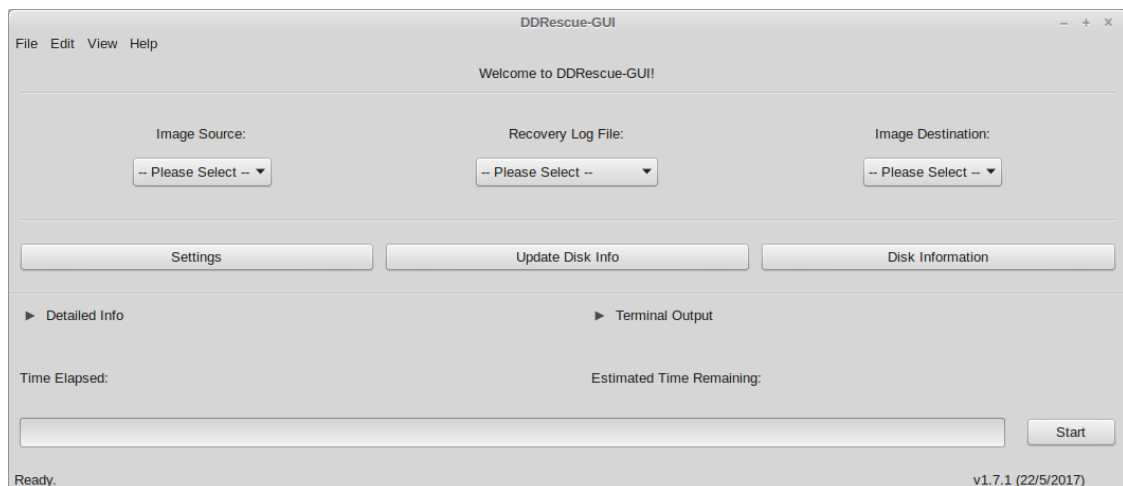 DDRescue-GUI
File Edit View Help
Welcome to DDRescue-GUI!
Image Source: Recovery Log File: Image Destination:
-- Please Select -- -- Please Select -- -- Please Select --
Settings Update Disk Info Disk Information
Detailed Info Terminal Output
Time Elapsed: Estimated Time Remaining:
Start
Ready. v1.7.1 (22/5/2017)